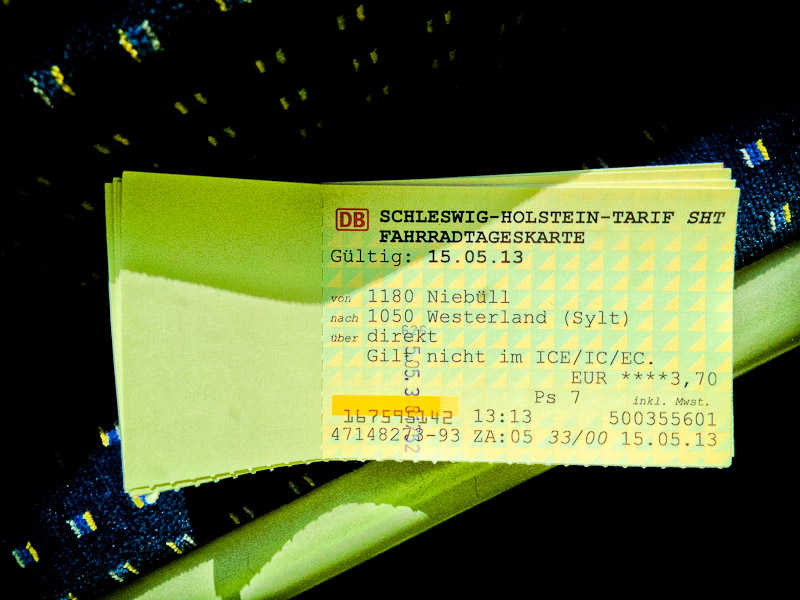 DB SCHLESWIG-HOLSTEIN-TARIF SHT
FAHRRADTAGESKARTE
Gültig: 15.05.13
von 1180 Niebüll
nach 1050 Westerland (Sylt)
über direkt
Gilt nicht im ICE/IC/EC.
EUR ****3,70
Ps 7 inkl. Mwst.
167595142 13:13 500355601
ZA:05 33/00 15.05.13